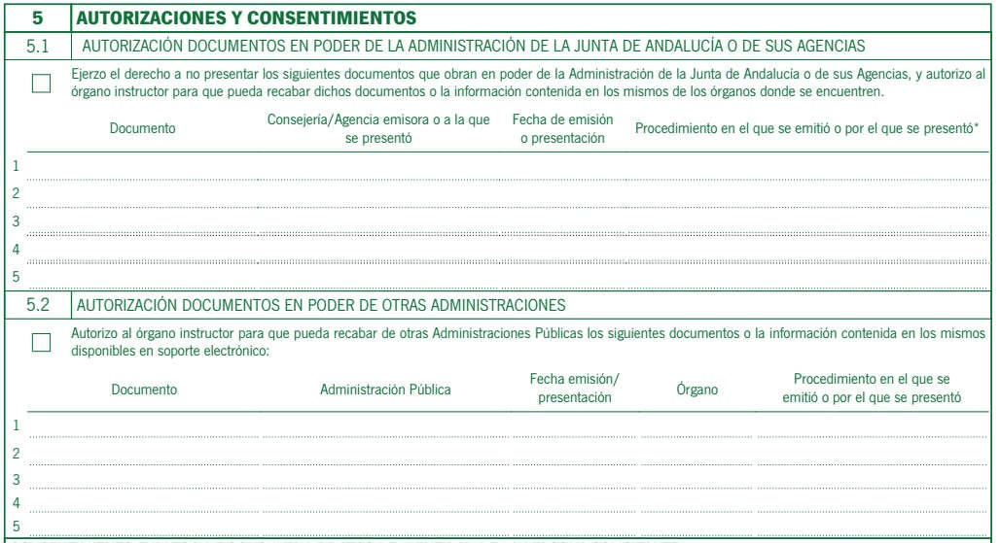 5 AUTORIZACIONES Y CONSENTIMIENTOS
5.1 AUTORIZACIÓN DOCUMENTOS EN PODER DE LA ADMINISTRACIÓN DE LA JUNTA DE ANDALUCÍA O DE SUS AGENCIAS
Ejerzo el derecho a no presentar los siguientes documentos que obran en poder de la Administración de la Junta de Andalucía o de sus Agencias, y autorizo al
órgano instructor para que pueda recabar dichos documentos o la información contenida en los mismos de los órganos donde se encuentren.
Documento
Consejería/Agencia emisora o a la que
se presentó
Fecha de emisión
o presentación
Procedimiento en el que se emitió o por el que se presentó*
1
2
3
4
5
5.2 AUTORIZACIÓN DOCUMENTOS EN PODER DE OTRAS ADMINISTRACIONES
Autorizo al órgano instructor para que pueda recabar de otras Administraciones Públicas los siguientes documentos o la información contenida en los mismos
disponibles en soporte electrónico:
Documento
Administración Pública
Fecha emisión/
presentación
Órgano
Procedimiento en el que se
emitió o por el que se presentó
1
2
3
4
5